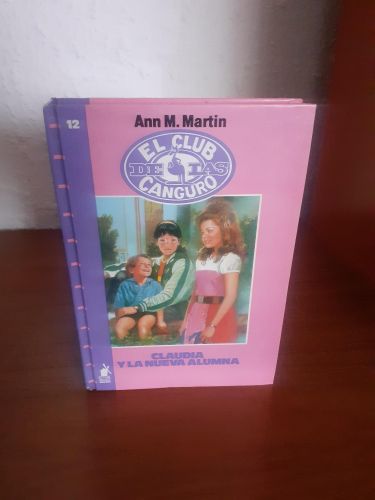 12
Ann M. Martin
EL CLUB
DE LAS
CANGURO
CLAUDIA
Y LA NUEVA ALUMNA